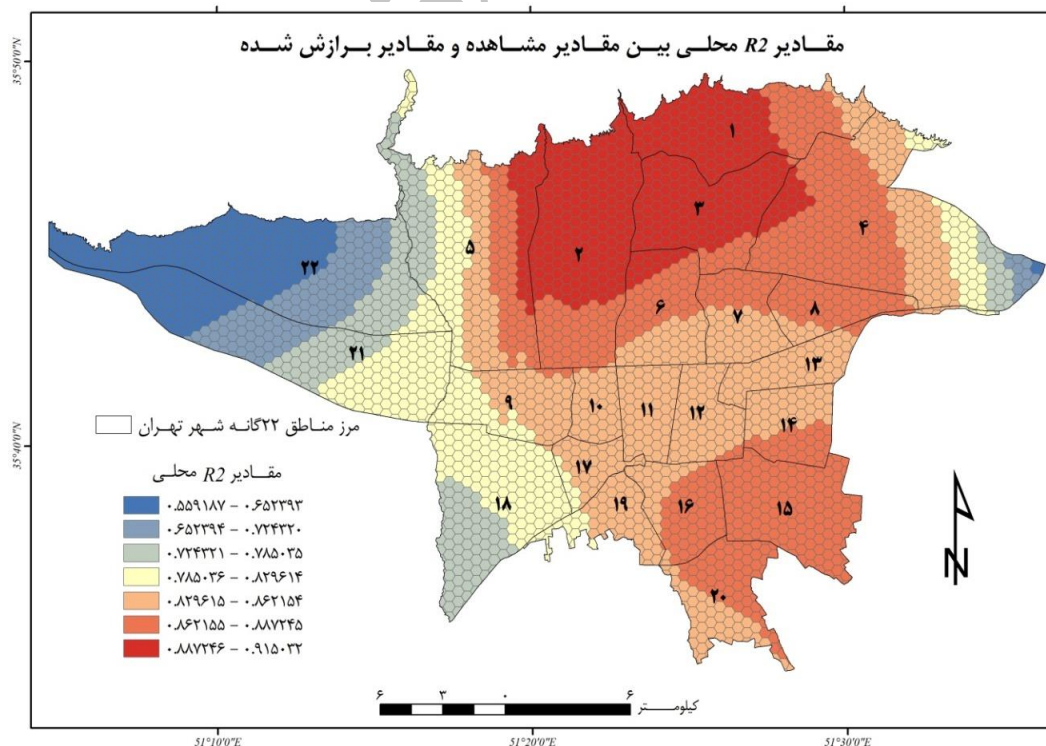 مقادیر R2 محلی بین مقادیر مشاهده و مقادیر برازش شده
35°50'0"N
35°40'0"N
۱
۳
۲
۵
۴
۲۲
۶
۷
۸
۲۱
۱۳
۹
۱۰
۱۱
۱۲
۱۴
۱۷
۱۸
۱۹
۱۶
۱۵
۲۰
مرز مناطق ۲۲گانه شهر تهران
مقادیر R2 محلی
۰.۵۵۹۱۸۷ – ۰.۶۵۲۳۹۳
۰.۶۵۲۳۹۴ – ۰.۷۲۴۳۲۰
۰.۷۲۴۳۲۱ – ۰.۷۸۵۰۳۵
۰.۷۸۵۰۳۶ – ۰.۸۲۹۶۱۴
۰.۸۲۹۶۱۵ – ۰.۸۶۲۱۵۴
۰.۸۶۲۱۵۵ – ۰.۸۸۷۲۴۵
۰.۸۸۷۲۴۶ – ۰.۹۱۵۰۳۲
N
۶ ۳ ۰ ۶
کیلومتر
51°10'0"E 51°20'0"E 51°30'0"E